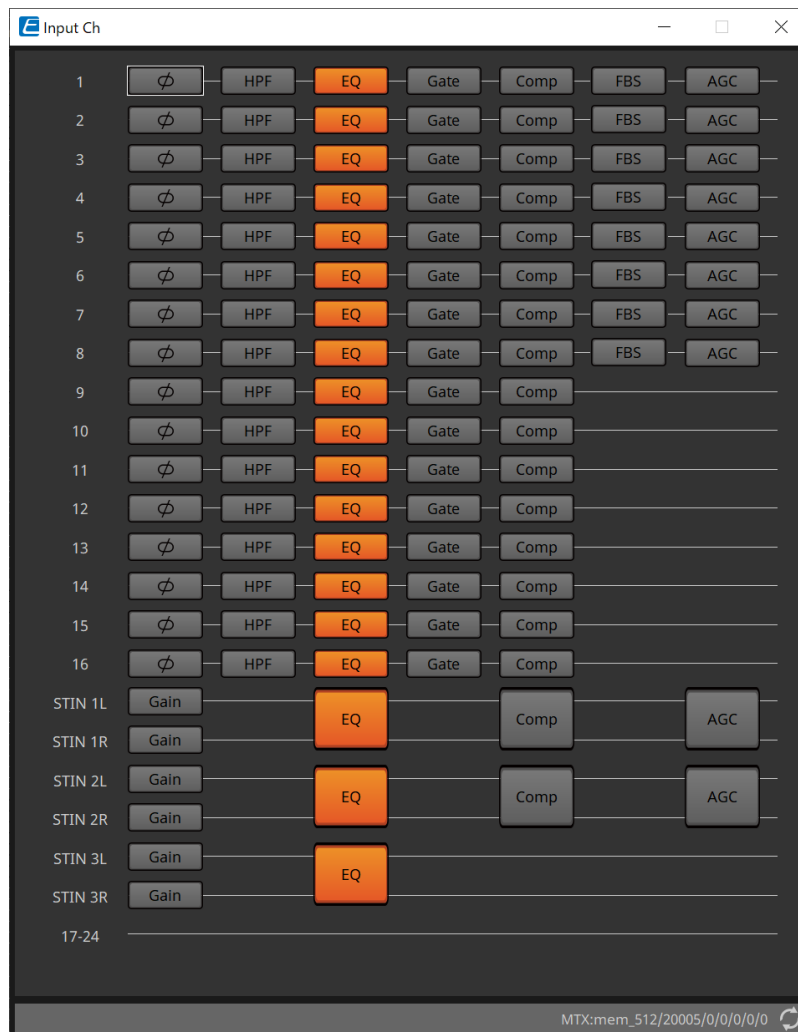 Input Ch
1 ⌀ HPF EQ Gate Comp FBS AGC
2 ⌀ HPF EQ Gate Comp FBS AGC
3 ⌀ HPF EQ Gate Comp FBS AGC
4 ⌀ HPF EQ Gate Comp FBS AGC
5 ⌀ HPF EQ Gate Comp FBS AGC
6 ⌀ HPF EQ Gate Comp FBS AGC
7 ⌀ HPF EQ Gate Comp FBS AGC
8 ⌀ HPF EQ Gate Comp FBS AGC
9 ⌀ HPF EQ Gate Comp
10 ⌀ HPF EQ Gate Comp
11 ⌀ HPF EQ Gate Comp
12 ⌀ HPF EQ Gate Comp
13 ⌀ HPF EQ Gate Comp
14 ⌀ HPF EQ Gate Comp
15 ⌀ HPF EQ Gate Comp
16 ⌀ HPF EQ Gate Comp
STIN 1L Gain
EQ Comp AGC
STIN 1R Gain
STIN 2L Gain
EQ Comp AGC
STIN 2R Gain
STIN 3L Gain
EQ
STIN 3R Gain
17-24
MTX:mem_512/20005/0/0/0/0/0